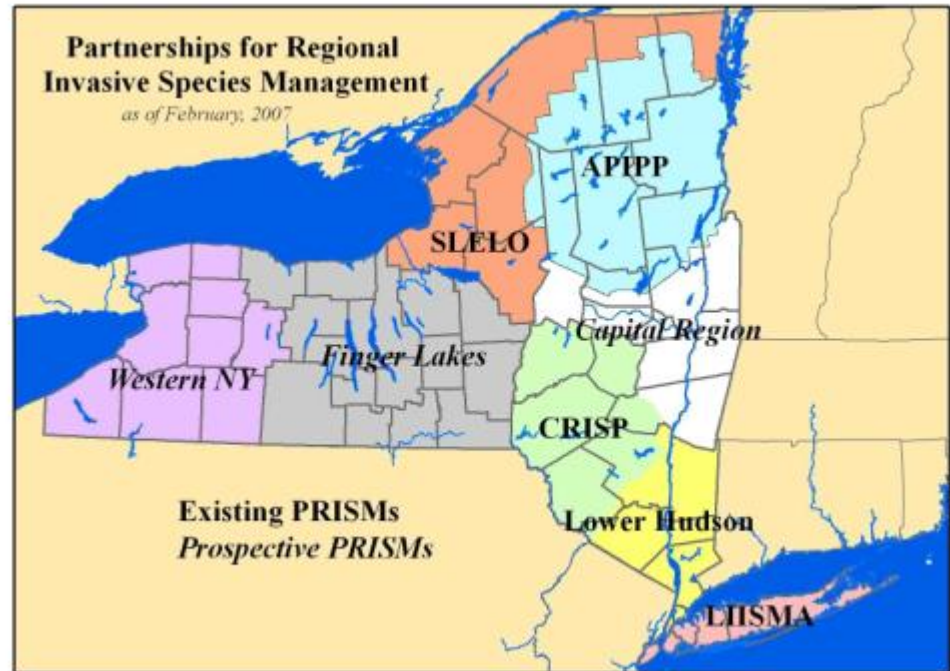 Partnerships for Regional
Invasive Species Management
as of February, 2007
APIPP
SLELO
Capital Region
Finger Lakes
Western NY
CRISP
Existing PRISMs
Prospective PRISMs
Lower Hudson
LIISMA